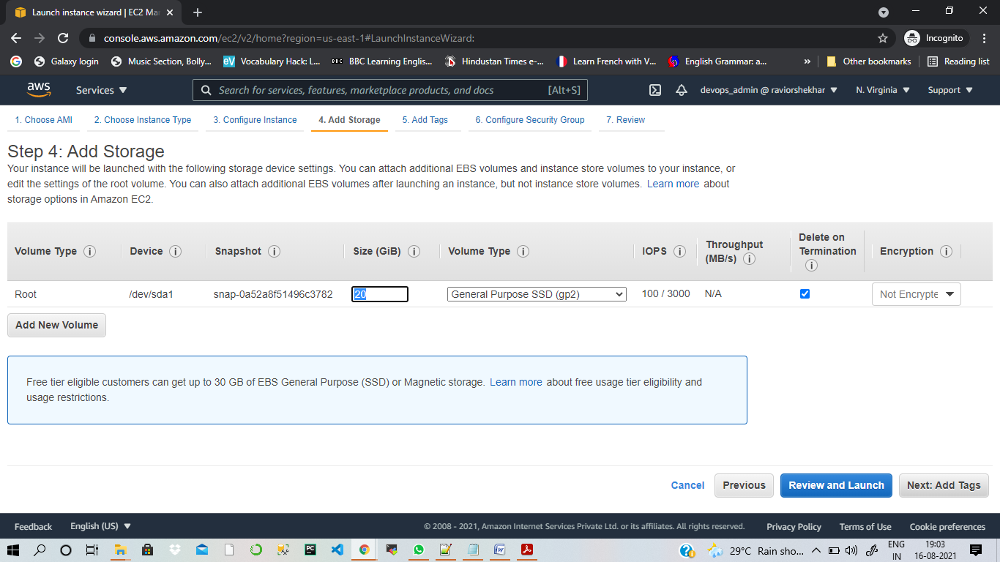 Launch instance wizard | EC2 Ma
console.aws.amazon.com/ec2/v2/home?region=us-east-1#LaunchInstanceWizard:
Incognito
Galaxy login
Music Section, Bolly...
eV
Vocabulary Hack: L...
BBC
BBC Learning Englis...
Hindustan Times e-...
Learn French with V...
English Grammar: a...
»
Other bookmarks
Reading list
aws
Services
Search for services, features, marketplace products, and docs
[Alt+S]
devops_admin @ raviorshekhar
N. Virginia
Support
1. Choose AMI
2. Choose Instance Type
3. Configure Instance
4. Add Storage
5. Add Tags
6. Configure Security Group
7. Review
Step 4: Add Storage
Your instance will be launched with the following storage device settings. You can attach additional EBS volumes and instance store volumes to your instance, or
edit the settings of the root volume. You can also attach additional EBS volumes after launching an instance, but not instance store volumes. Learn more about
storage options in Amazon EC2.
Volume Type
Device
Snapshot
Size (GiB)
Volume Type
IOPS
Throughput
(MB/s)
Delete on
Termination
Encryption
Root
/dev/sda1
snap-0a52a8f51496c3782
20
General Purpose SSD (gp2)
100 / 3000
N/A
Not Encrypte
Add New Volume
Free tier eligible customers can get up to 30 GB of EBS General Purpose (SSD) or Magnetic storage. Learn more about free usage tier eligibility and
usage restrictions.
Cancel
Previous
Review and Launch
Next: Add Tags
Feedback
English (US)
© 2008 - 2021, Amazon Internet Services Private Ltd. or its affiliates. All rights reserved.
Privacy Policy
Terms of Use
Cookie preferences
29°C Rain sho...
ENG
IN
19:03
16-08-2021